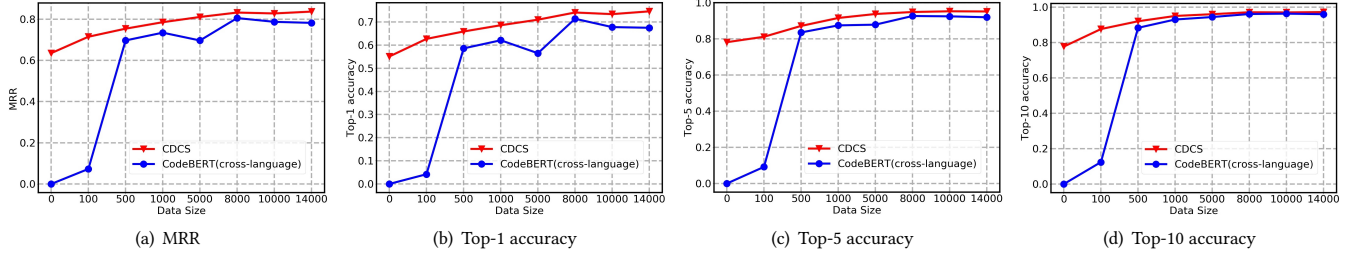 0.8
0.6
0.4
0.2
0.0
MRR
CDCS
CodeBERT(cross-language)
0 100 500 1000 5000 8000 10000 14000
Data Size
(a) MRR
0.7
0.6
0.5
0.4
0.3
0.2
0.1
0.0
Top-1 accuracy
CDCS
CodeBERT(cross-language)
0 100 500 1000 5000 8000 10000 14000
Data Size
(b) Top-1 accuracy
1.0
0.8
0.6
0.4
0.2
0.0
Top-5 accuracy
CDCS
CodeBERT(cross-language)
0 100 500 1000 5000 8000 10000 14000
Data Size
(c) Top-5 accuracy
1.0
0.8
0.6
0.4
0.2
0.0
Top-10 accuracy
CDCS
CodeBERT(cross-language)
0 100 500 1000 5000 8000 10000 14000
Data Size
(d) Top-10 accuracy